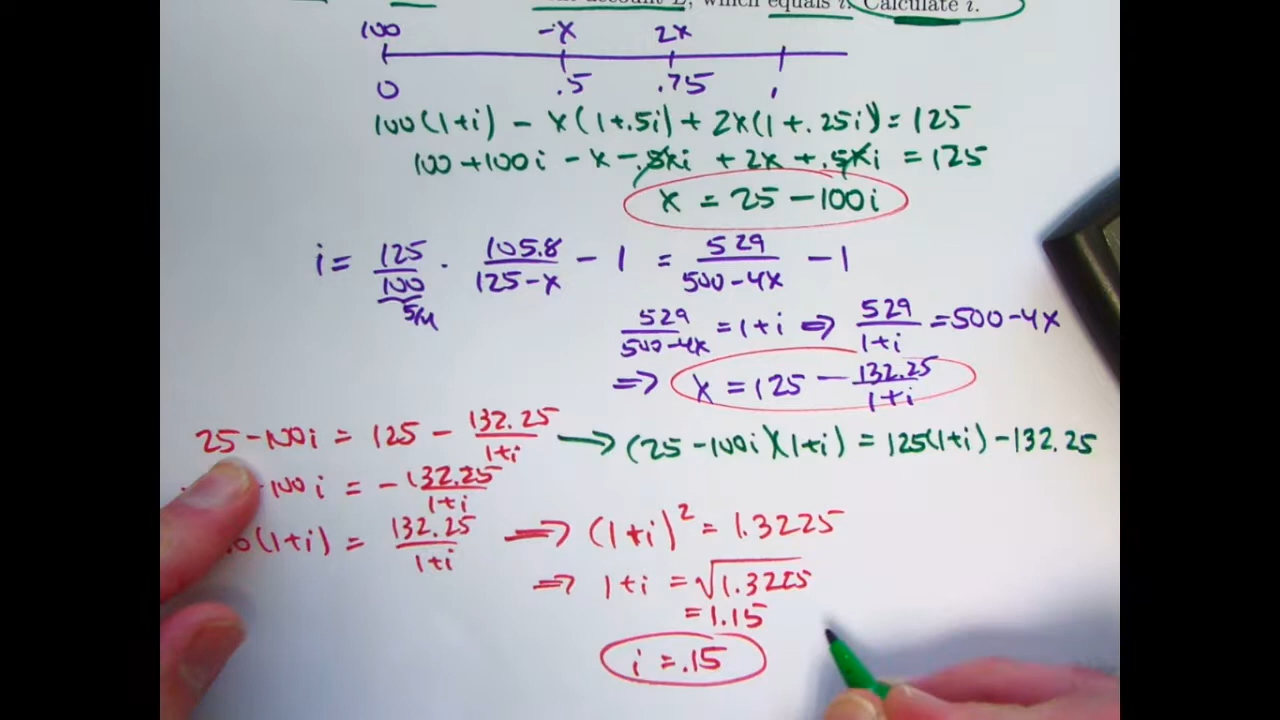 account
, which equals i. Calculate i.
100 -X 2X
0 .5 .75 1
100(1+i) - x(1+.5i) + 2x(1+.25i) = 125
100 + 100i - x - .5xi + 2x + .5xi = 125
x = 25 - 100i
i = 125/100 · 105.8/125-x - 1 = 529/500-4x - 1
5/4
529/500-4x = 1+i ⇒ 529/1+i = 500-4x
⇒ x = 125 - 132.25/1+i
25 - 100i = 125 - 132.25/1+i → (25 - 100i)(1+i) = 125(1+i) - 132.25
-100i = -132.25/1+i
0(1+i) = 132.25/1+i ⇒ (1+i)² = 1.3225
⇒ 1+i = √1.3225
= 1.15
i = .15